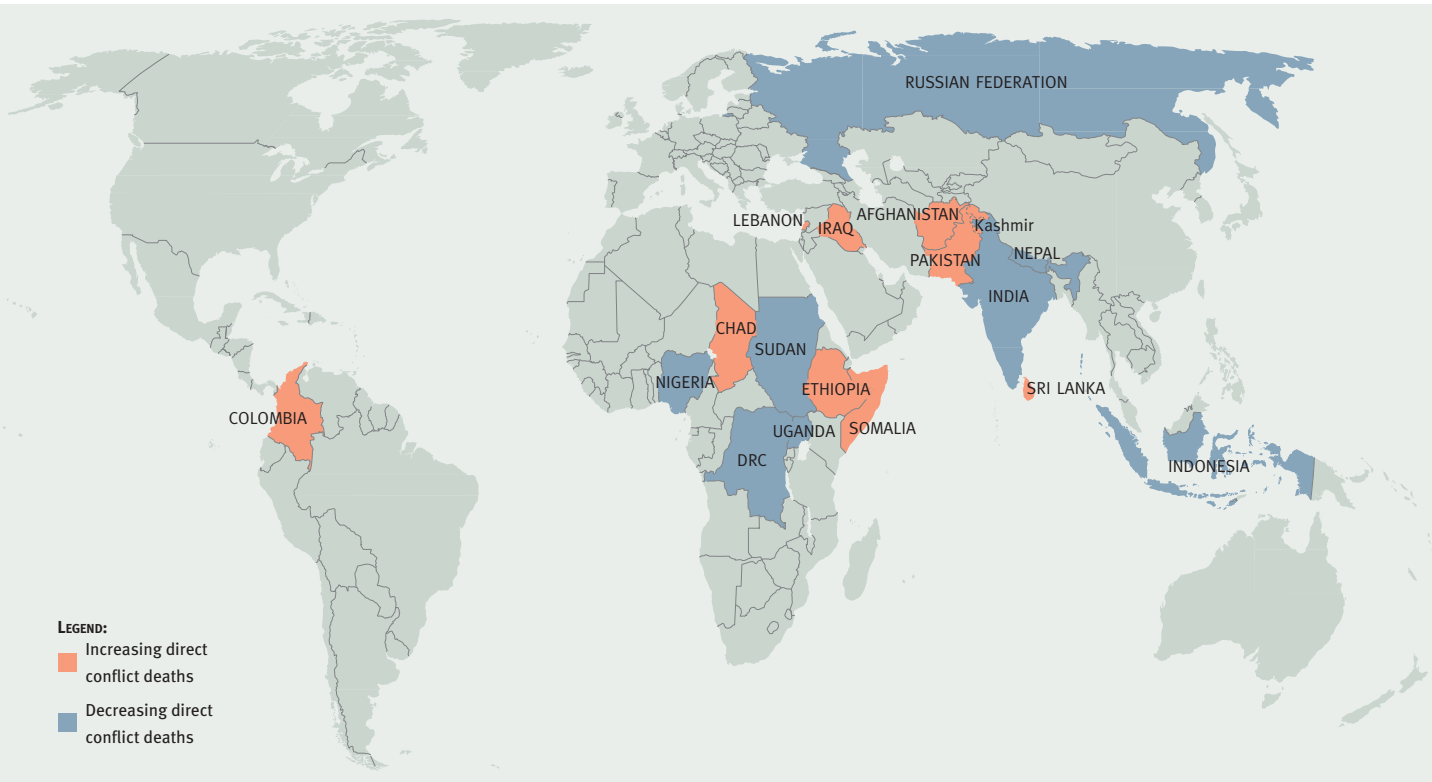 RUSSIAN FEDERATION
LEBANON
IRAQ
AFGHANISTAN
Kashmir
PAKISTAN
NEPAL
INDIA
CHAD
SUDAN
NIGERIA
ETHIOPIA
SRI LANKA
COLOMBIA
UGANDA
SOMALIA
DRC
INDONESIA
LEGEND:
Increasing direct
conflict deaths
Decreasing direct
conflict deaths